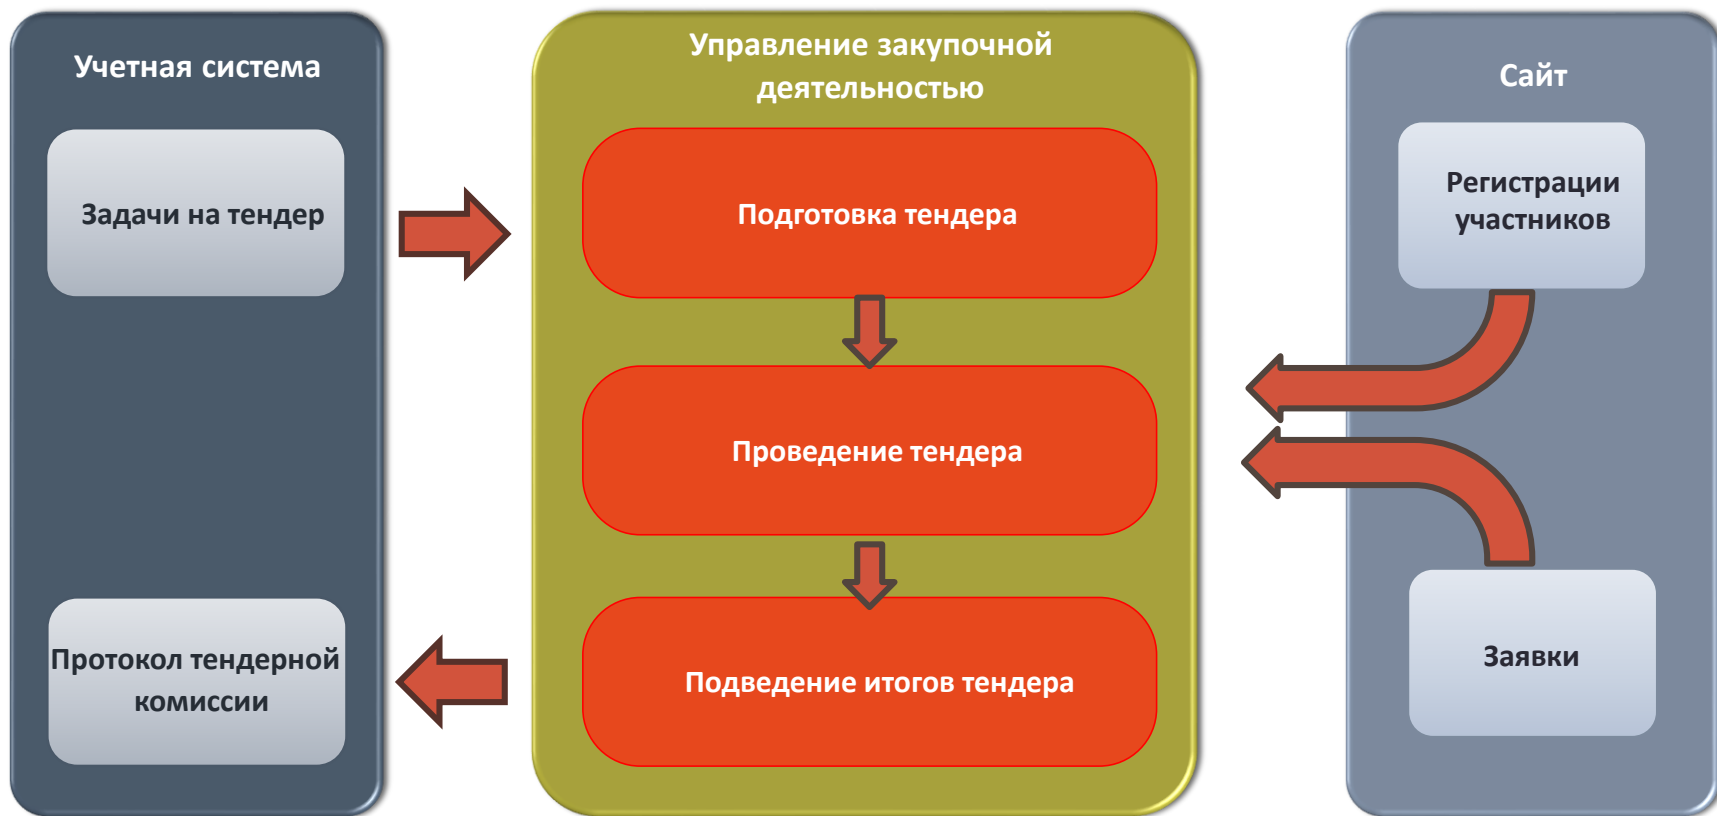 Учетная система
Задачи на тендер
Протокол тендерной
комиссии
Управление закупочной
деятельностью
Подготовка тендера
Проведение тендера
Подведение итогов тендера
Сайт
Регистрации
участников
Заявки